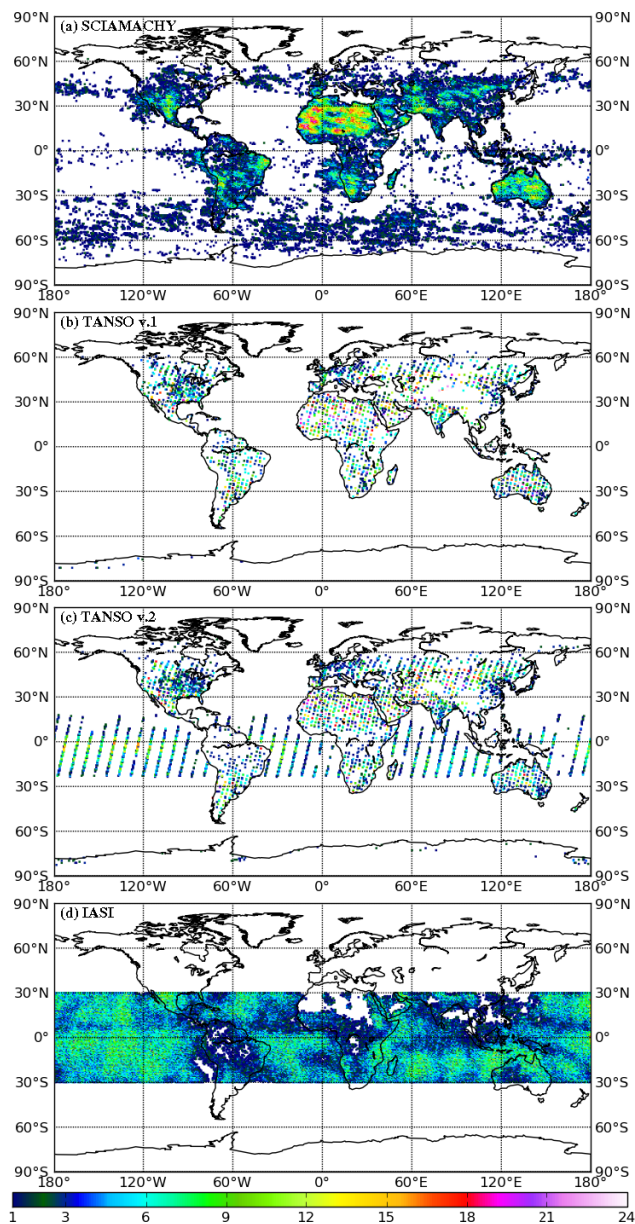 90°N 90°N
(a) SCIAMACHY
60°N 60°N
30°N 30°N
0° 0°
30°S 30°S
60°S 60°S
90°S 90°S
180° 120°W 60°W 0° 60°E 120°E 180°
90°N 90°N
(b) TANSO v.1
60°N 60°N
30°N 30°N
0° 0°
30°S 30°S
60°S 60°S
90°S 90°S
180° 120°W 60°W 0° 60°E 120°E 180°
90°N 90°N
(c) TANSO v.2
60°N 60°N
30°N 30°N
0° 0°
30°S 30°S
60°S 60°S
90°S 90°S
180° 120°W 60°W 0° 60°E 120°E 180°
90°N 90°N
(d) IASI
60°N 60°N
30°N 30°N
0° 0°
30°S 30°S
60°S 60°S
90°S 90°S
180° 120°W 60°W 0° 60°E 120°E 180°
1 3 6 9 12 15 18 21 24